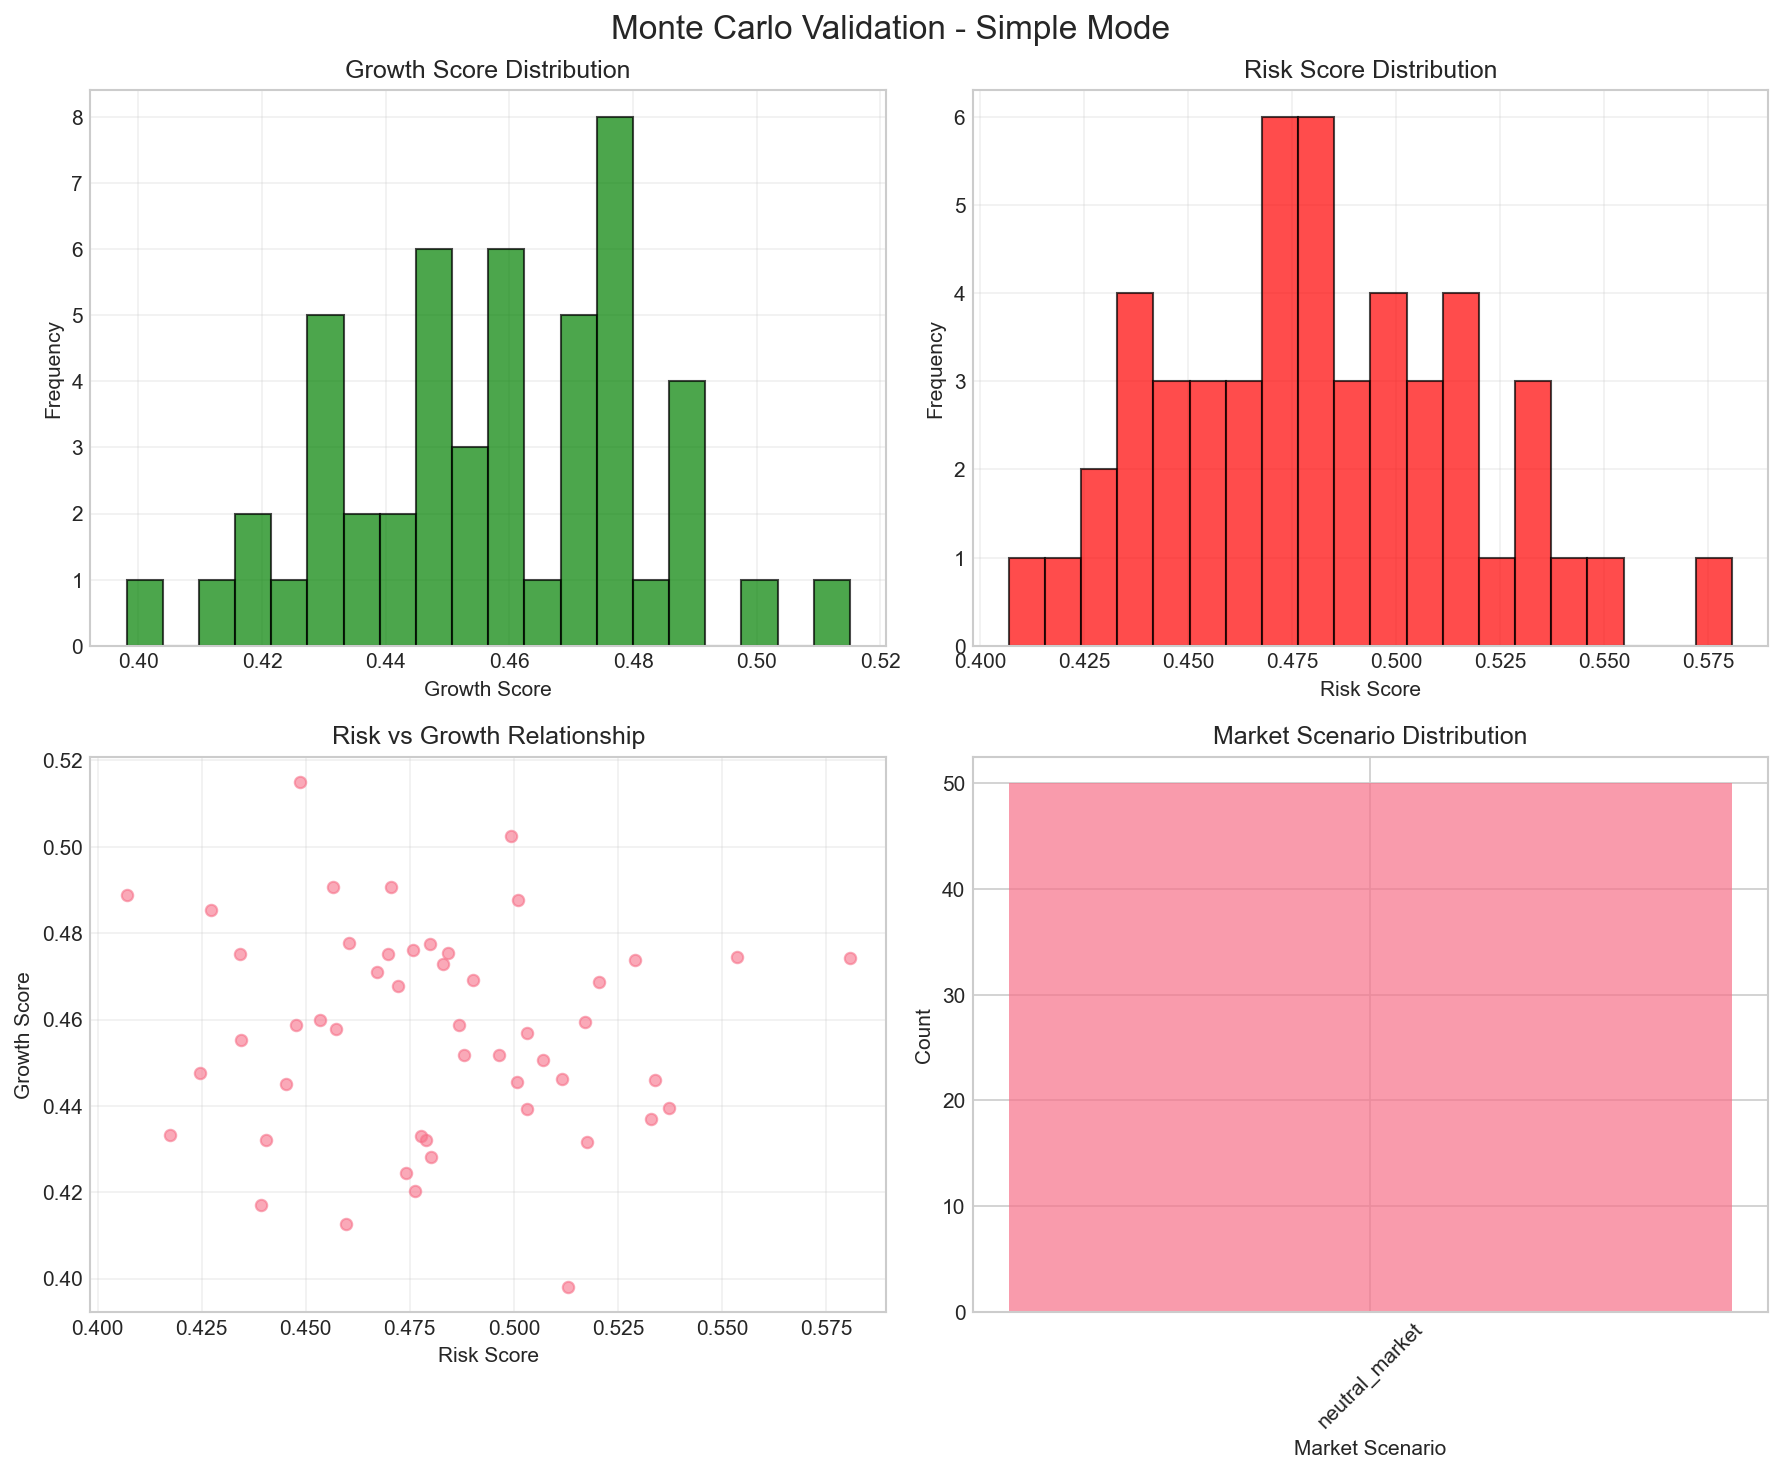 Monte Carlo Validation - Simple Mode
Growth Score Distribution
8
7
6
5
4
3
2
1
0
Frequency
0.40 0.42 0.44 0.46 0.48 0.50 0.52
Growth Score
Risk Score Distribution
6
5
4
3
2
1
0
Frequency
0.400 0.425 0.450 0.475 0.500 0.525 0.550 0.575
Risk Score
Risk vs Growth Relationship
0.52
0.50
0.48
0.46
0.44
0.42
0.40
Growth Score
0.400 0.425 0.450 0.475 0.500 0.525 0.550 0.575
Risk Score
Market Scenario Distribution
50
40
30
20
10
0
Count
neutral_market
Market Scenario